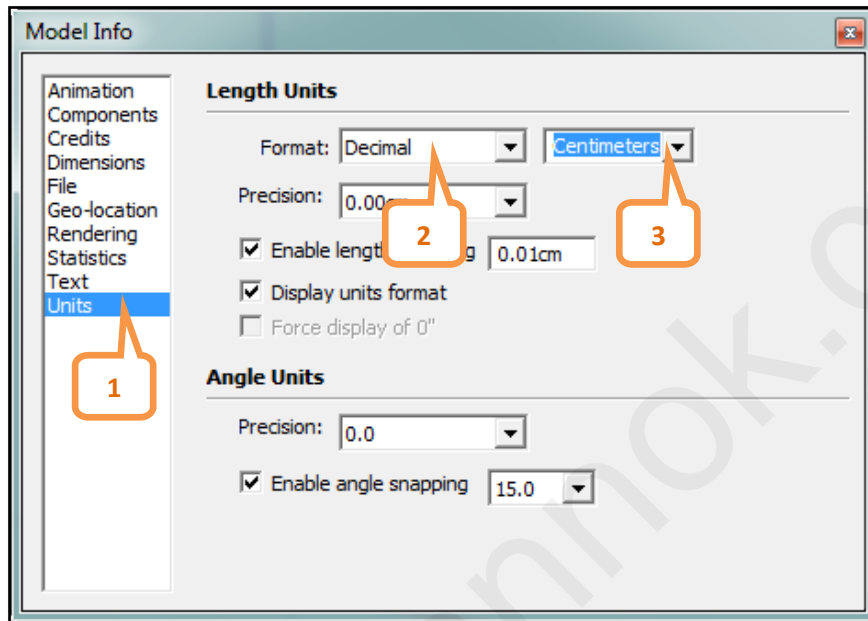 Model Info
Animation
Components
Credits
Dimensions
File
Geo-location
Rendering
Statistics
Text
Units
1
Length Units
Format: Decimal Centimeters
Precision: 0.00cm
2
3
Enable length 0.01cm
Display units format
Force display of 0"
Angle Units
Precision: 0.0
Enable angle snapping 15.0